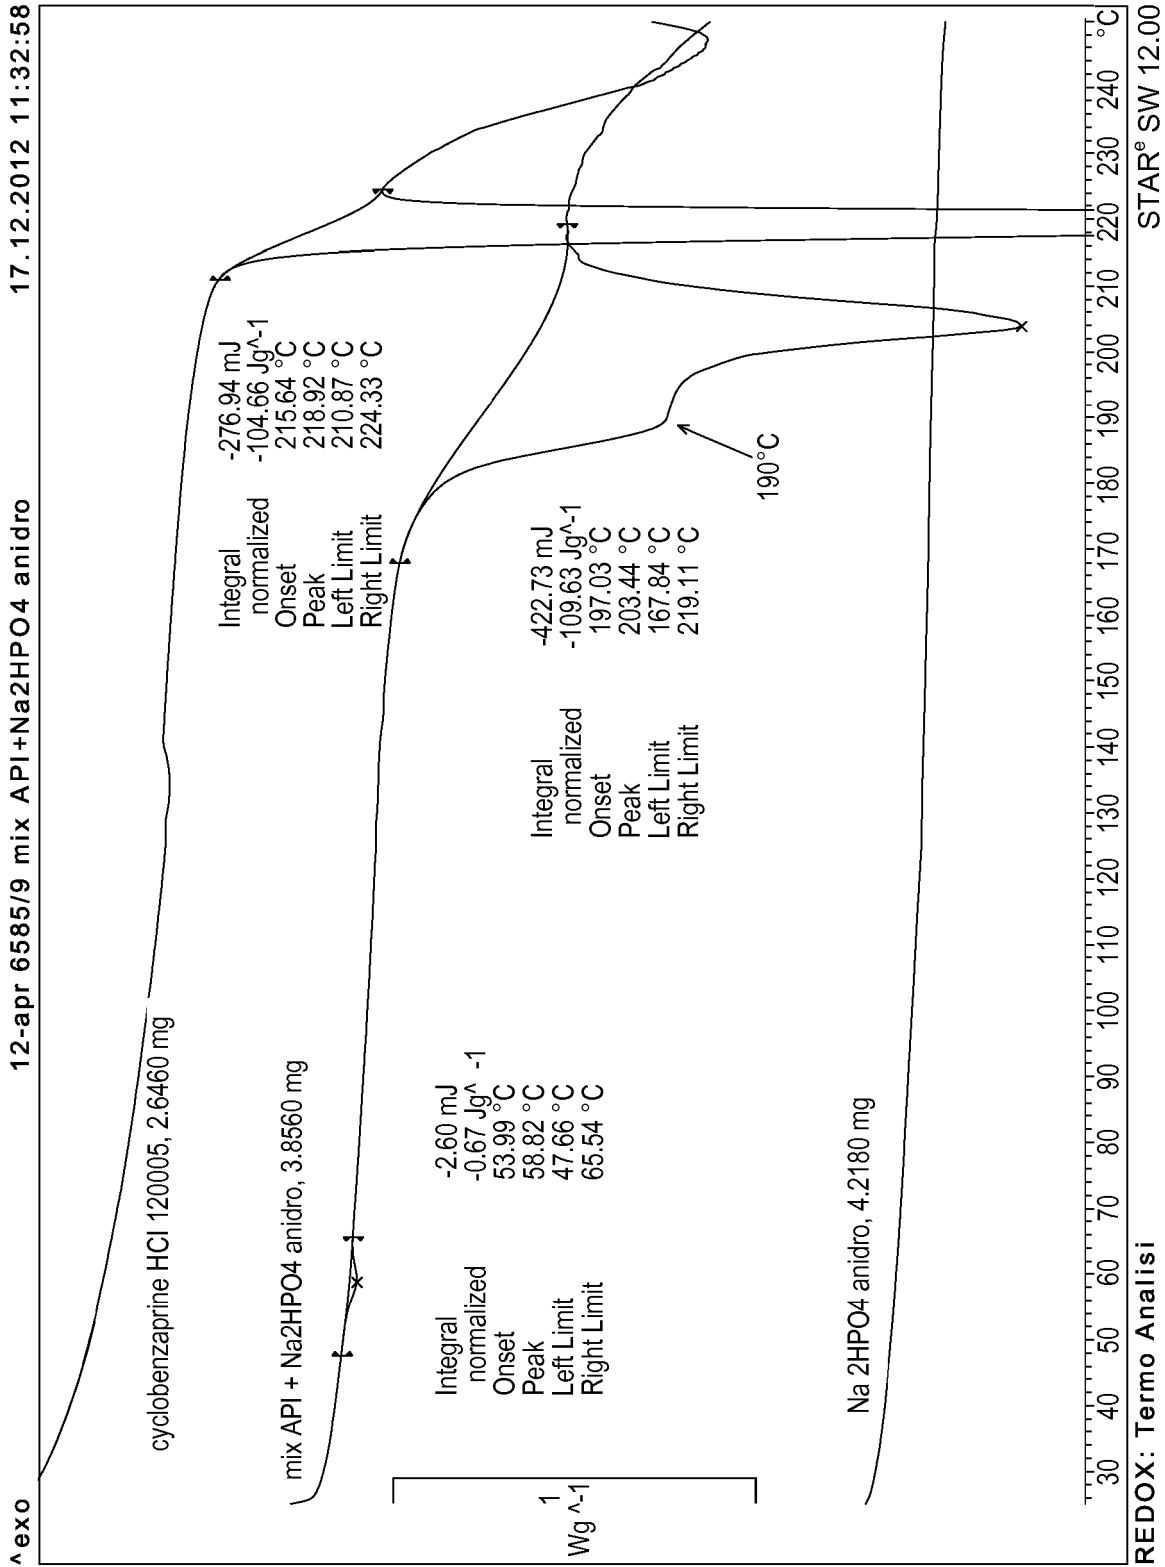 ^exo
12-apr 6585/9 mix API+Na2HPO4 anidro
17.12.2012 11:32:58
cyclobenzaprine HCl 120005, 2.6460 mg
Integral -276.94 mJ
normalized -104.66 Jg^-1
Onset 215.64 °C
Peak 218.92 °C
Left Limit 210.87 °C
Right Limit 224.33 °C
mix API + Na2HPO4 anidro, 3.8560 mg
Integral -2.60 mJ
normalized -0.67 Jg^ -1
Onset 53.99 °C
Peak 58.82 °C
Left Limit 47.66 °C
Right Limit 65.54 °C
Integral -422.73 mJ
normalized -109.63 Jg^-1
Onset 197.03 °C
Peak 203.44 °C
Left Limit 167.84 °C
Right Limit 219.11 °C
190°C
1
Wg ^-1
Na 2HPO4 anidro, 4.2180 mg
30 40 50 60 70 80 90 100 110 120 130 140 150 160 170 180 190 200 210 220 230 240 °C
REDOX: Termo Analisi
STARe SW 12.00